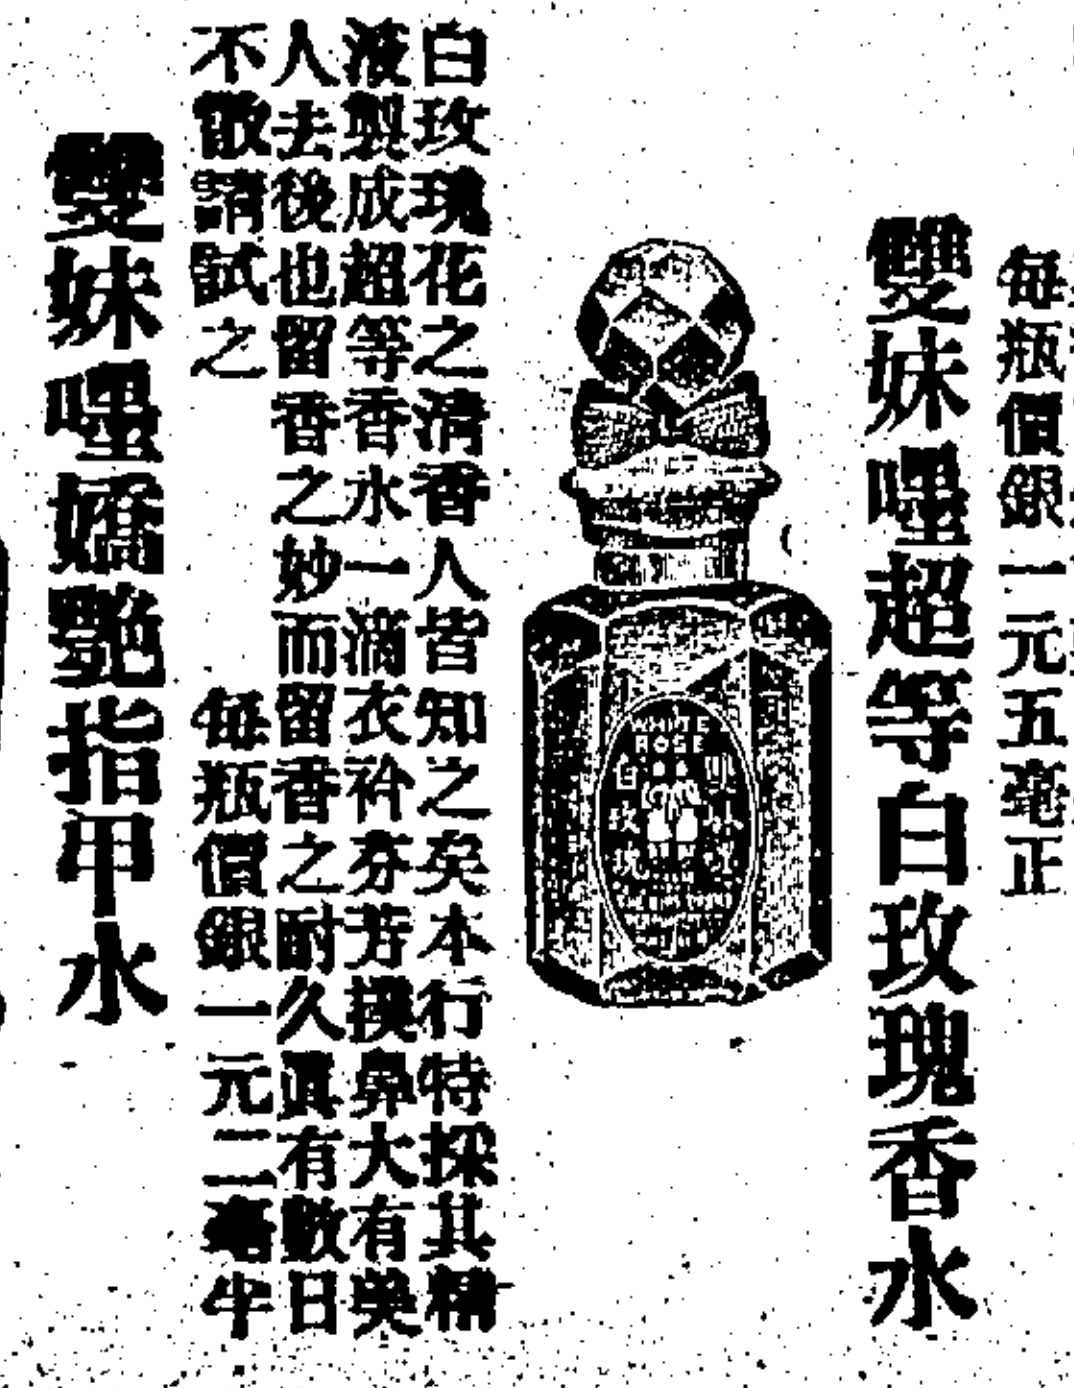 每瓶價銀一元五毫正
雙妹嚜超等白玫瑰香水
WHITE
ROSE
白玫瑰
白玫瑰花之清香人皆知之矣本行特採其精
液製成超等香水一滴衣衿芬芳撲鼻大有美
人去後也留香之妙而留香之耐久眞有數日
不散請試之
每瓶價銀一元二毫半
雙妹嚜嬌艷指甲水